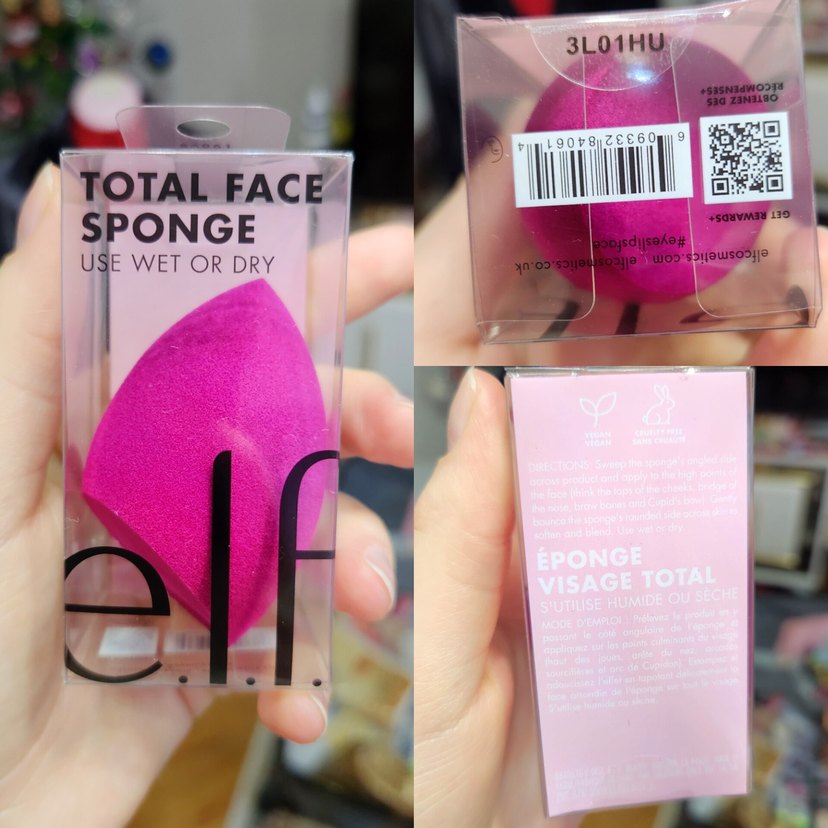 TOTAL FACE
SPONGE
USE WET OR DRY
e.l.f.
3L01HU
OBTENEZ DES
RÉCOMPENSES+
6 09332 84061 4
GET REWARDS+
#eyeslipsface
elfcosmetics.com elfcosmetics.co.uk
VEGAN
VEGAN
CRUELTY FREE
SANS CRUAUTÉ
DIRECTIONS: Sweep the sponge's angled side
across product and apply to the high points of
the face (think the tops of the cheeks, bridge of
the nose, brow bones and Cupid's bow). Gently
bounce the sponge's rounded side across skin to
soften and blend. Use wet or dry.
ÉPONGE
VISAGE TOTAL
S'UTILISE HUMIDE OU SÈCHE
MODE D'EMPLOI : Prélevez le produit en y
passant le côté angulaire de l'éponge et
appliquez sur les points culminants du visage
(haut des joues, arête du nez, arcades
sourcilières et arc de Cupidon). Estompez et
adoucissez l'effet en tapotant délicatement la
face arrondie de l'éponge sur tout le visage.
S'utilise humide ou sèche.